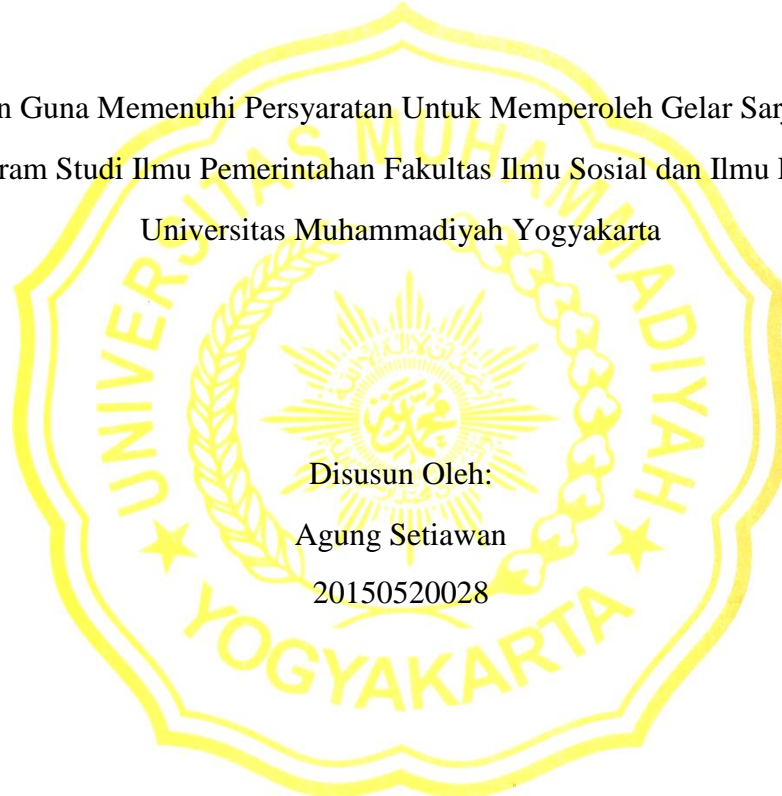 n Guna Memenuhi Persyaratan Untuk Memperoleh Gelar Sar
ram Studi Ilmu Pemerintahan Fakultas Ilmu Sosial dan Ilmu
Universitas Muhammadiyah Yogyakarta
UNIVERSITAS MUHAMMADIYAH
Disusun Oleh:
Agung Setiawan
20150520028
YOGYAKARTA